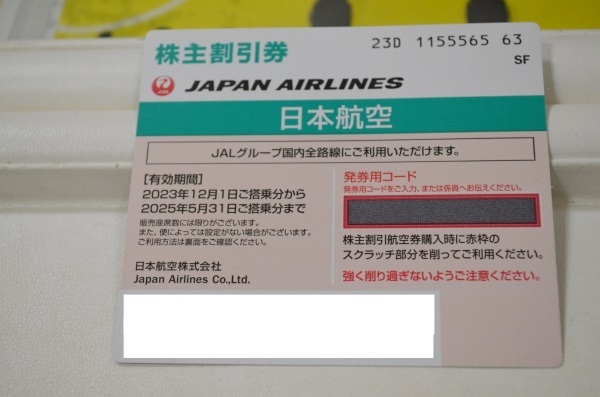 株主割引券
23D 1155565 63
SF
JAL
JAPAN AIRLINES
日本航空
JALグループ国内全路線にご利用いただけます。
[有効期間]
2023年12月1日ご搭乗分から
2025年5月31日ご搭乗分まで
販売座席数には限りがございます。
また、便によっては設定がない場合がございます。
ご利用方法は裏面をご確認ください。
日本航空株式会社
Japan Airlines Co.,Ltd.
発券用コード
発券用コードをご入力、または係員へお伝えください。
株主割引航空券購入時に赤枠の
スクラッチ部分を削ってご利用ください。
強く削り過ぎないようご注意ください。